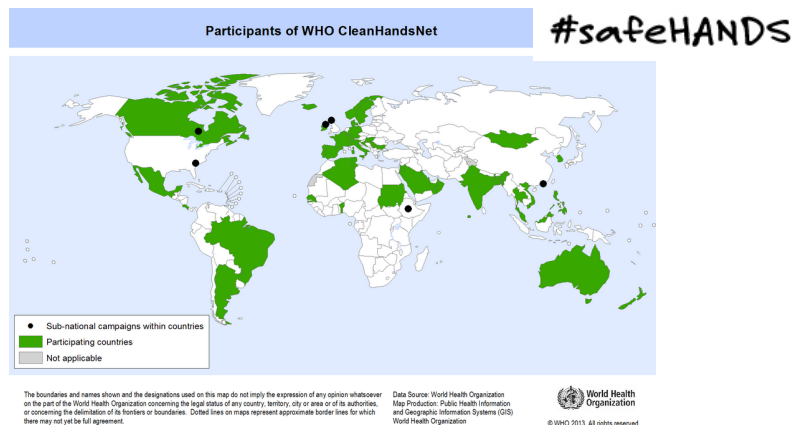 Participants of WHO CleanHandsNet
#safeHANDS
Sub-national campaigns within countries
Participating countries
Not applicable
The boundaries and names shown and the designations used on this map do not imply the expression of any opinion whatsoever
on the part of the World Health Organization concerning the legal status of any country, territory, city or area or of its authorities,
or concerning the delimitation of its frontiers or boundaries.  Dotted lines on maps represent approximate border lines for which
there may not yet be full agreement.
Data Source: World Health Organization
Map Production: Public Health Information
and Geographic Information Systems (GIS)
World Health Organization
World Health
Organization
© WHO 2013. All rights reserved.